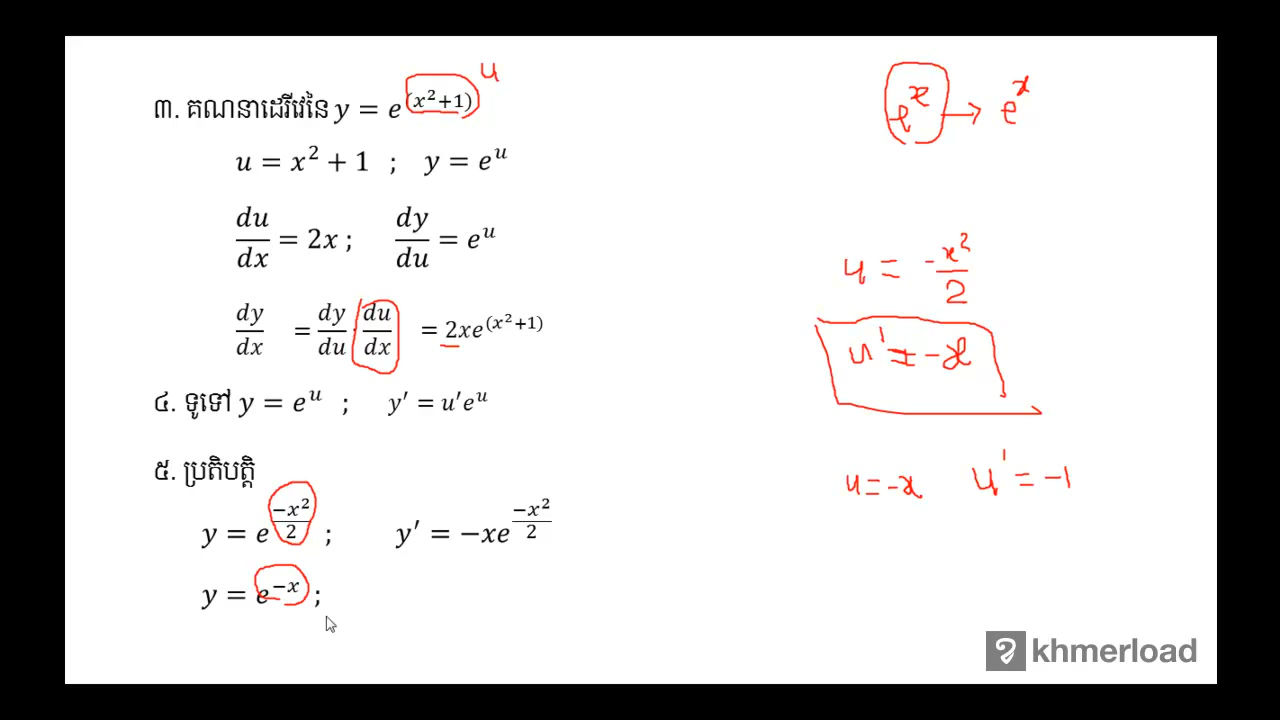 ៣. គណនាដេរីវេនៃ y = e^(x²+1) u
u = x² + 1 ; y = e^u
du/dx = 2x ; dy/du = e^u
dy/dx = dy/du · du/dx = 2xe^(x²+1)
៤. ទូទៅ y = e^u ; y′ = u′e^u
៥. ប្រតិបត្តិ
y = e^(−x²/2) ; y′ = −xe^(−x²/2)
y = e^−x ;
e^x → e^x
u = -x²/2
u' = -x
u = -x u' = -1
khmerload